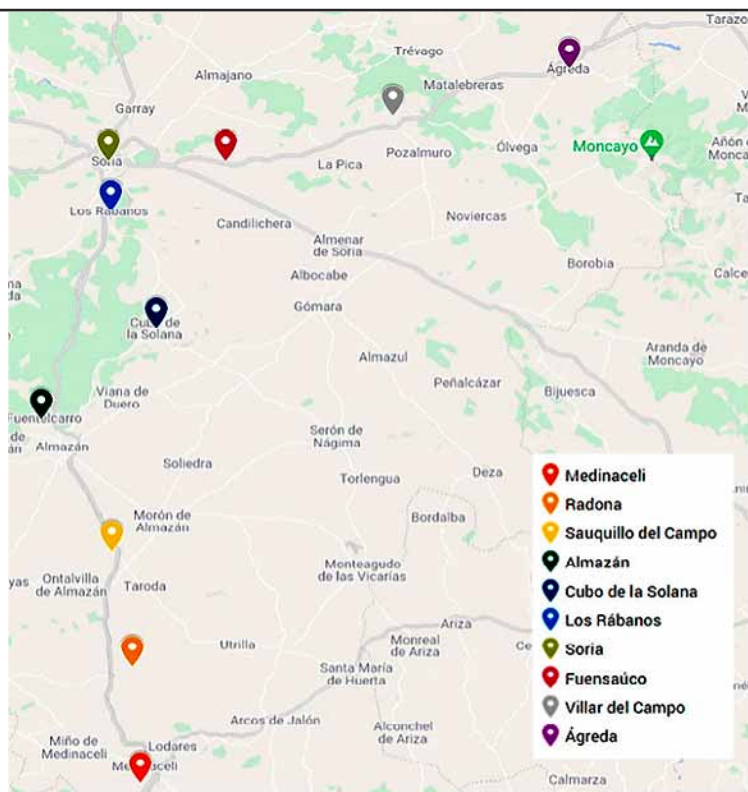 Tarazo
Trévago
Ágreda
Almajano
Matalebreras
Garray
Soria
La Pica
Pozalmuro
Ólvega
Moncayo
Añón de
Moncay
Los Rábanos
Candilichera
Noviercas
Almenar
de Soria
Borobia
Albocabe
Calce
Gómara
Cubo de
la Solana
Almazul
Aranda de
Moncayo
Peñalcázar
Bijuesca
Viana de
Duero
Fuentelcarro
Almazán
Serón de
Nágima
Soliedra
Torlengua
Deza
Morón de
Almazán
Bordalba
Monteagudo
de las Vicarías
Ontalvilla
de Almazán
Taroda
Utrilla
Ariza
Monreal
de Ariza
Santa María
de Huerta
Arcos de Jalón
Alconchel
de Ariza
Miño de
Medinaceli
Lodares
Calmarza
Medinaceli
Radona
Sauquillo del Campo
Almazán
Cubo de la Solana
Los Rábanos
Soria
Fuensaúco
Villar del Campo
Ágreda